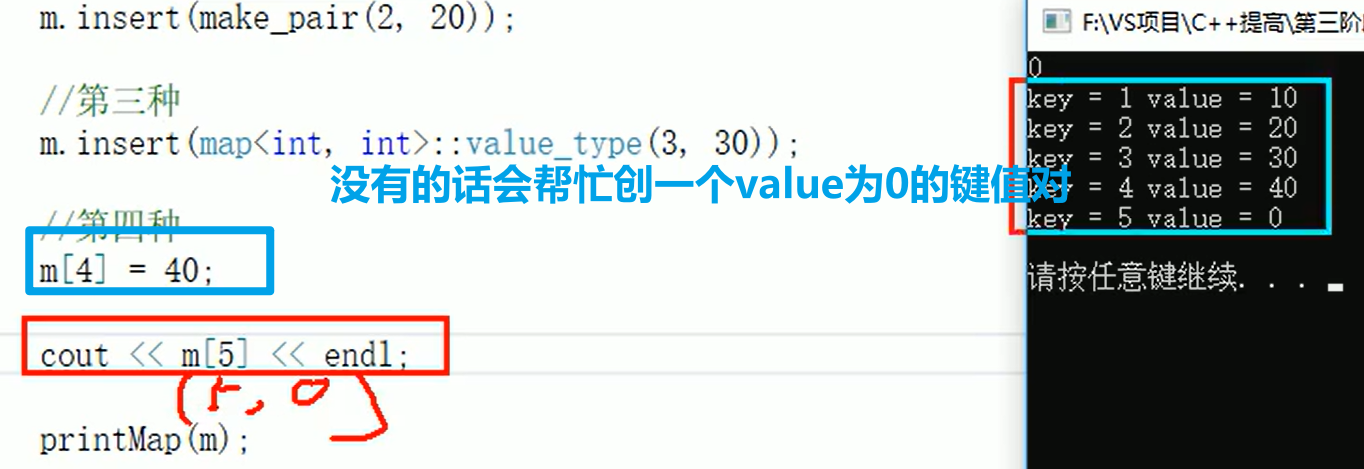 m.insert(make_pair(2, 20));
//第三种
m.insert(map<int, int>::value_type(3, 30));
没有的话会帮忙创一个value为0的键值对
//第四种
m[4] = 40;
cout << m[5] << endl;
(5, 0)
printMap(m);
F:\VS项目\C++提高\第三阶
0
key = 1 value = 10
key = 2 value = 20
key = 3 value = 30
key = 4 value = 40
key = 5 value = 0
请按任意键继续. . .